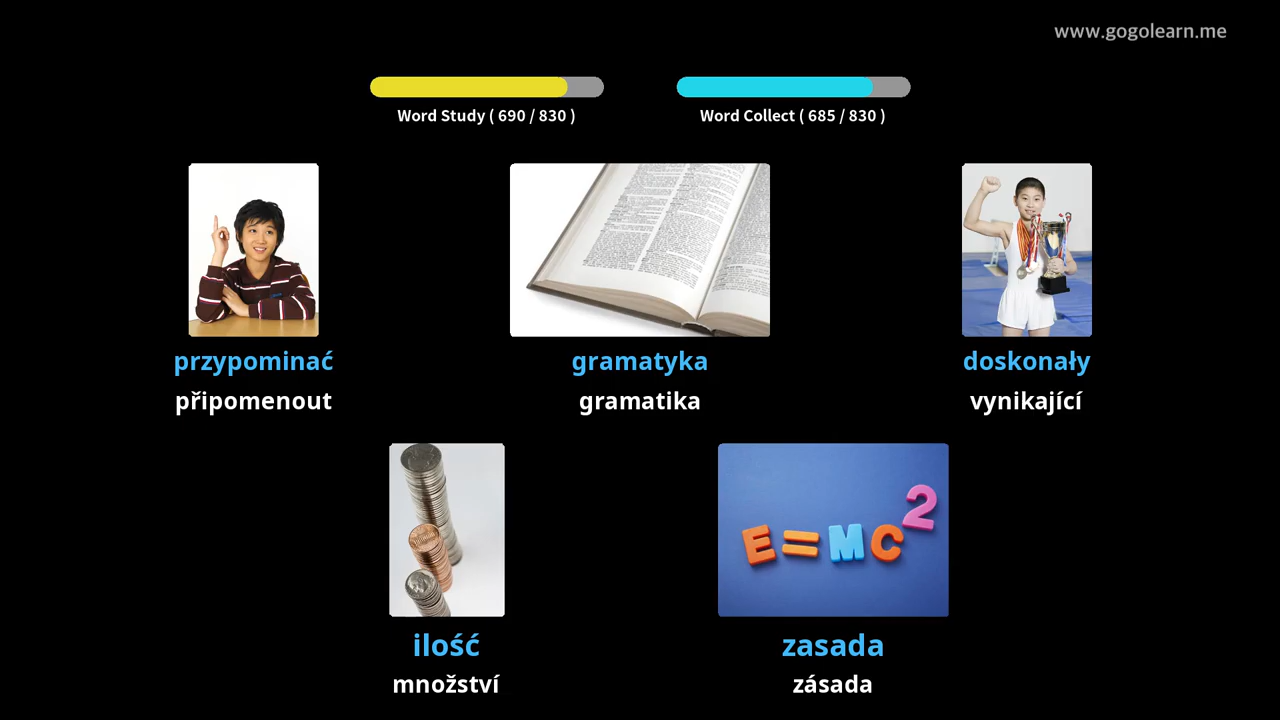 www.gogolearn.me
Word Study ( 690 / 830 )
Word Collect ( 685 / 830 )
przypominać
připomenout
gramatyka
gramatika
doskonały
vynikající
ilość
množství
E=MC2
zasada
zásada